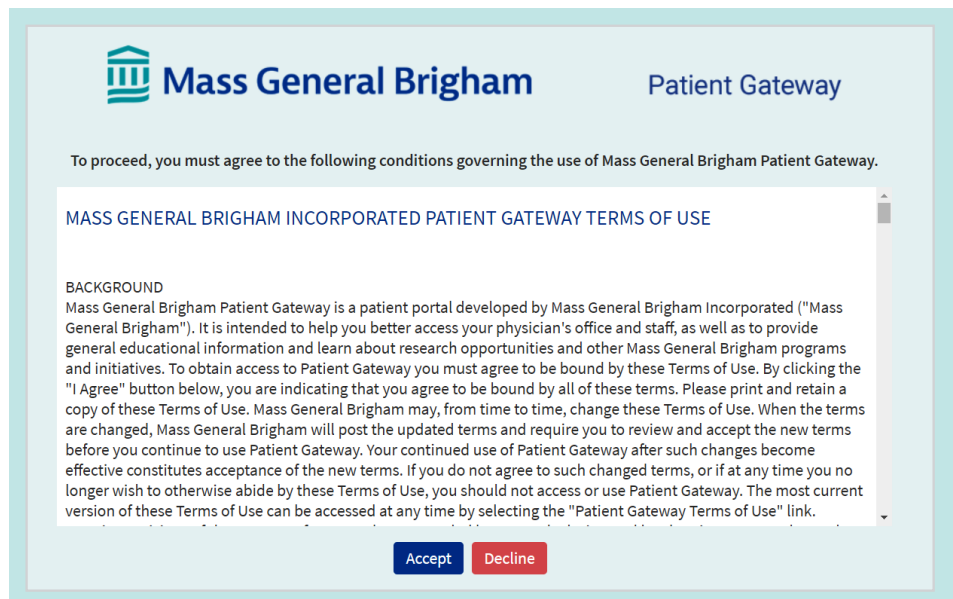 Mass General Brigham
Patient Gateway
To proceed, you must agree to the following conditions governing the use of Mass General Brigham Patient Gateway.
MASS GENERAL BRIGHAM INCORPORATED PATIENT GATEWAY TERMS OF USE
BACKGROUND
Mass General Brigham Patient Gateway is a patient portal developed by Mass General Brigham Incorporated ("Mass
General Brigham"). It is intended to help you better access your physician's office and staff, as well as to provide
general educational information and learn about research opportunities and other Mass General Brigham programs
and initiatives. To obtain access to Patient Gateway you must agree to be bound by these Terms of Use. By clicking the
"I Agree" button below, you are indicating that you agree to be bound by all of these terms. Please print and retain a
copy of these Terms of Use. Mass General Brigham may, from time to time, change these Terms of Use. When the terms
are changed, Mass General Brigham will post the updated terms and require you to review and accept the new terms
before you continue to use Patient Gateway. Your continued use of Patient Gateway after such changes become
effective constitutes acceptance of the new terms. If you do not agree to such changed terms, or if at any time you no
longer wish to otherwise abide by these Terms of Use, you should not access or use Patient Gateway. The most current
version of these Terms of Use can be accessed at any time by selecting the "Patient Gateway Terms of Use" link.
Accept
Decline